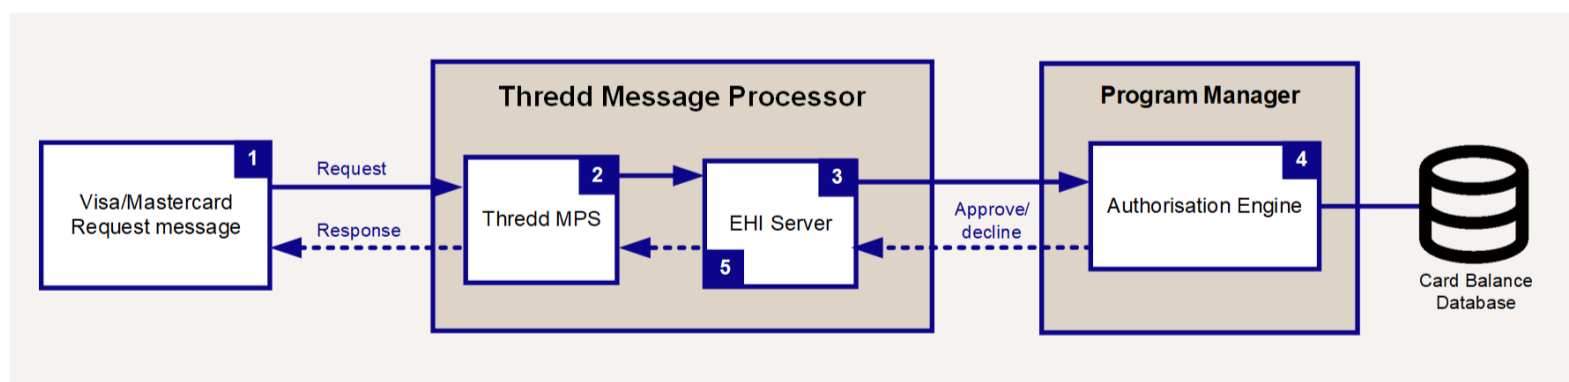 Thredd Message Processor
Program Manager
1
Visa/Mastercard
Request message
Request
Response
2
Thredd MPS
3
EHI Server
5
Approve/
decline
4
Authorisation Engine
Card Balance
Database